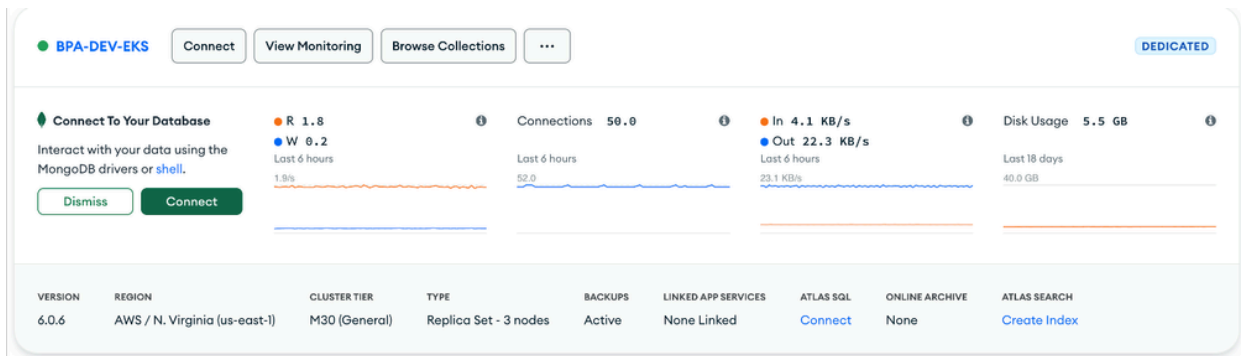 BPA-DEV-EKS Connect View Monitoring Browse Collections ... DEDICATED
Connect To Your Database
Interact with your data using the
MongoDB drivers or shell.
Dismiss Connect
R 1.8
W 0.2
Last 6 hours
1.9/s
Connections 50.0
Last 6 hours
52.0
In 4.1 KB/s
Out 22.3 KB/s
Last 6 hours
23.1 KB/s
Disk Usage 5.5 GB
Last 18 days
40.0 GB
VERSION REGION CLUSTER TIER TYPE BACKUPS LINKED APP SERVICES ATLAS SQL ONLINE ARCHIVE ATLAS SEARCH
6.0.6 AWS / N. Virginia (us-east-1) M30 (General) Replica Set - 3 nodes Active None Linked Connect None Create Index